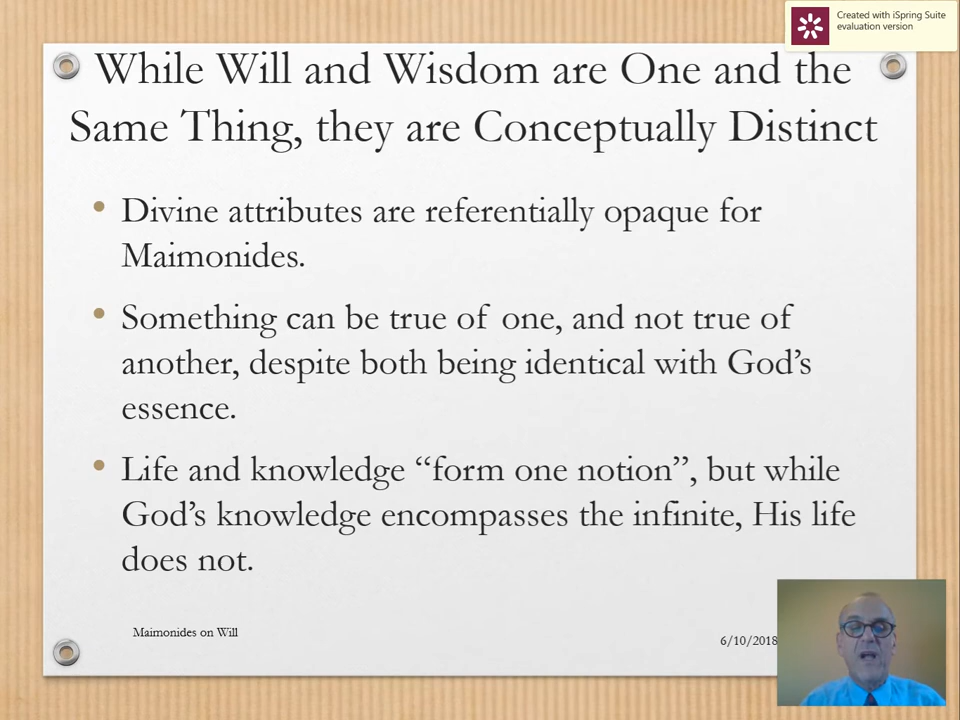 Created with iSpring Suite
evaluation version
While Will and Wisdom are One and the
Same Thing, they are Conceptually Distinct
• Divine attributes are referentially opaque for
Maimonides.
• Something can be true of one, and not true of
another, despite both being identical with God’s
essence.
• Life and knowledge “form one notion”, but while
God’s knowledge encompasses the infinite, His life
does not.
Maimonides on Will
6/10/2018